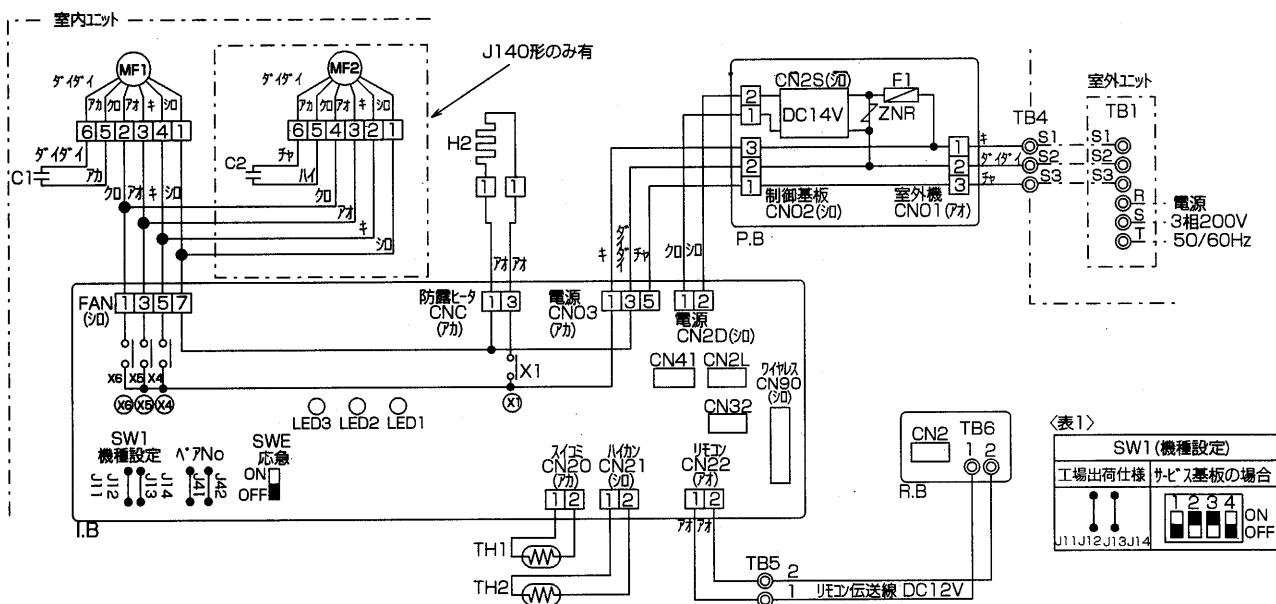 室内ユニット
J140形のみ有
MF1
MF2
ダイダイ
アカ クロ アオ キ シロ
ダイダイ
アカ クロ アオ キ シロ
6 5 2 3 4 1
6 5 4 3 2 1
ダイダイ
C1
アカ
クロ アオ キ シロ
チャ
C2
ハイ
クロ
アオ
キ
シロ
H2
1 1
アオ アオ
CN2S(シロ)
F1
2
1
DC14V
ZNR
3
2
1
1
2
3
制御基板
CN02(シロ)
室外機
CN01(アオ)
P.B
キ
ダイダイ
チャ
TB4
S1
S2
S3
室外ユニット
TB1
S1
S2
S3
R
S
T
電源
3相200V
50/60Hz
キ ダイダイ チャ
クロ シロ
FAN
(シロ)
1 3 5 7
防露ヒータ
CNC
(アカ)
1 3
電源
CN03
(アカ)
1 3 5
1 2
電源
CN2D(シロ)
X6 X5 X4
X6 X5 X4
X1
X1
CN41
CN2L
CN32
ワイヤレス
CN90
(シロ)
LED3 LED2 LED1
SW1
機種設定
J11 J12 J13 J14
ペアNo
J41 J42
SWE
応急
ON
OFF
スイコミ
CN20
(アカ)
1 2
ハイカン
CN21
(シロ)
1 2
リモコン
CN22
(アオ)
1 2
アオ アオ
I.B
TH1
TH2
TB5
2
1
リモコン伝送線 DC12V
CN2
TB6
1 2
R.B
〈表1〉
SW1(機種設定)
工場出荷仕様 サービス基板の場合
J11 J12 J13 J14
1 2 3 4
ON
OFF